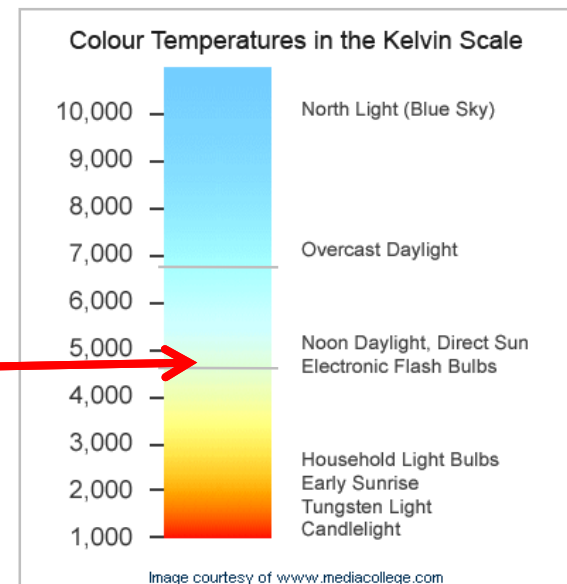 Colour Temperatures in the Kelvin Scale
10,000 North Light (Blue Sky)
9,000
8,000
7,000 Overcast Daylight
6,000
5,000 Noon Daylight, Direct Sun
Electronic Flash Bulbs
4,000
3,000
Household Light Bulbs
Early Sunrise
2,000
Tungsten Light
1,000 Candlelight
Image courtesy of www.mediacollege.com